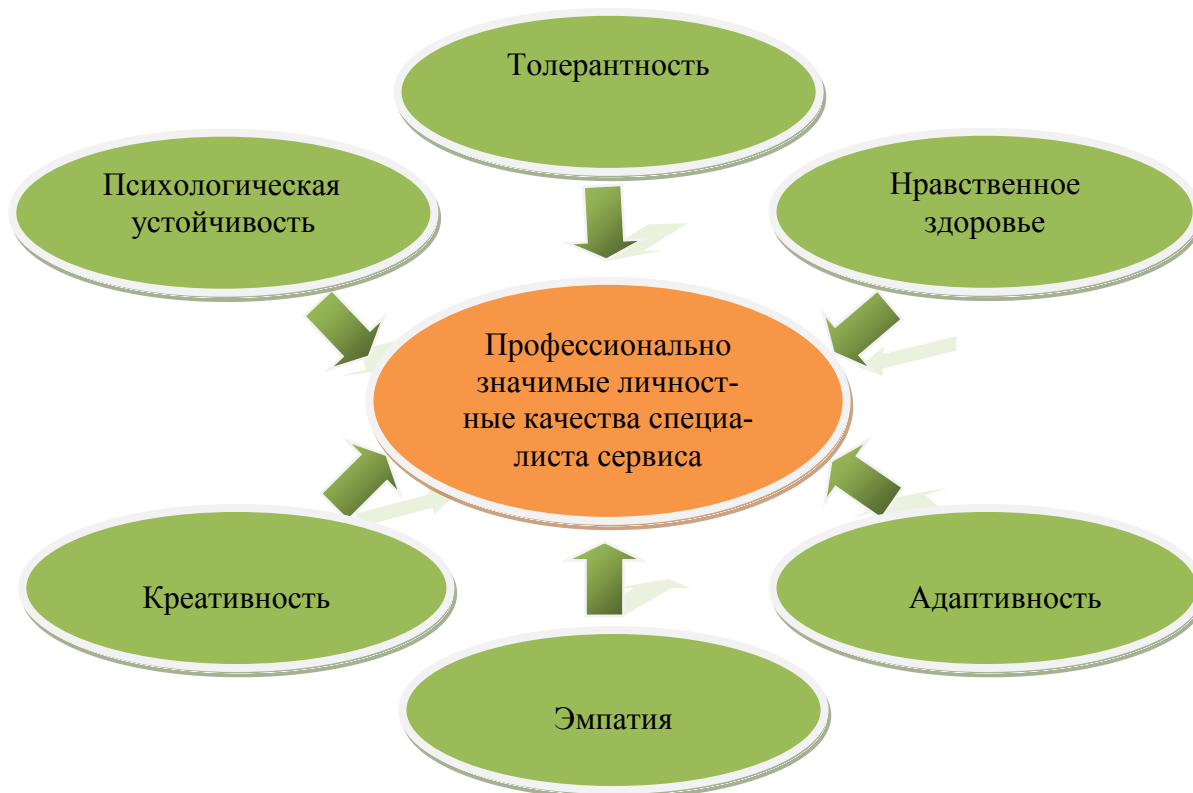 Толерантность
Психологическая
устойчивость
Нравственное
здоровье
Профессионально
значимые личност-
ные качества специа-
листа сервиса
Креативность
Адаптивность
Эмпатия